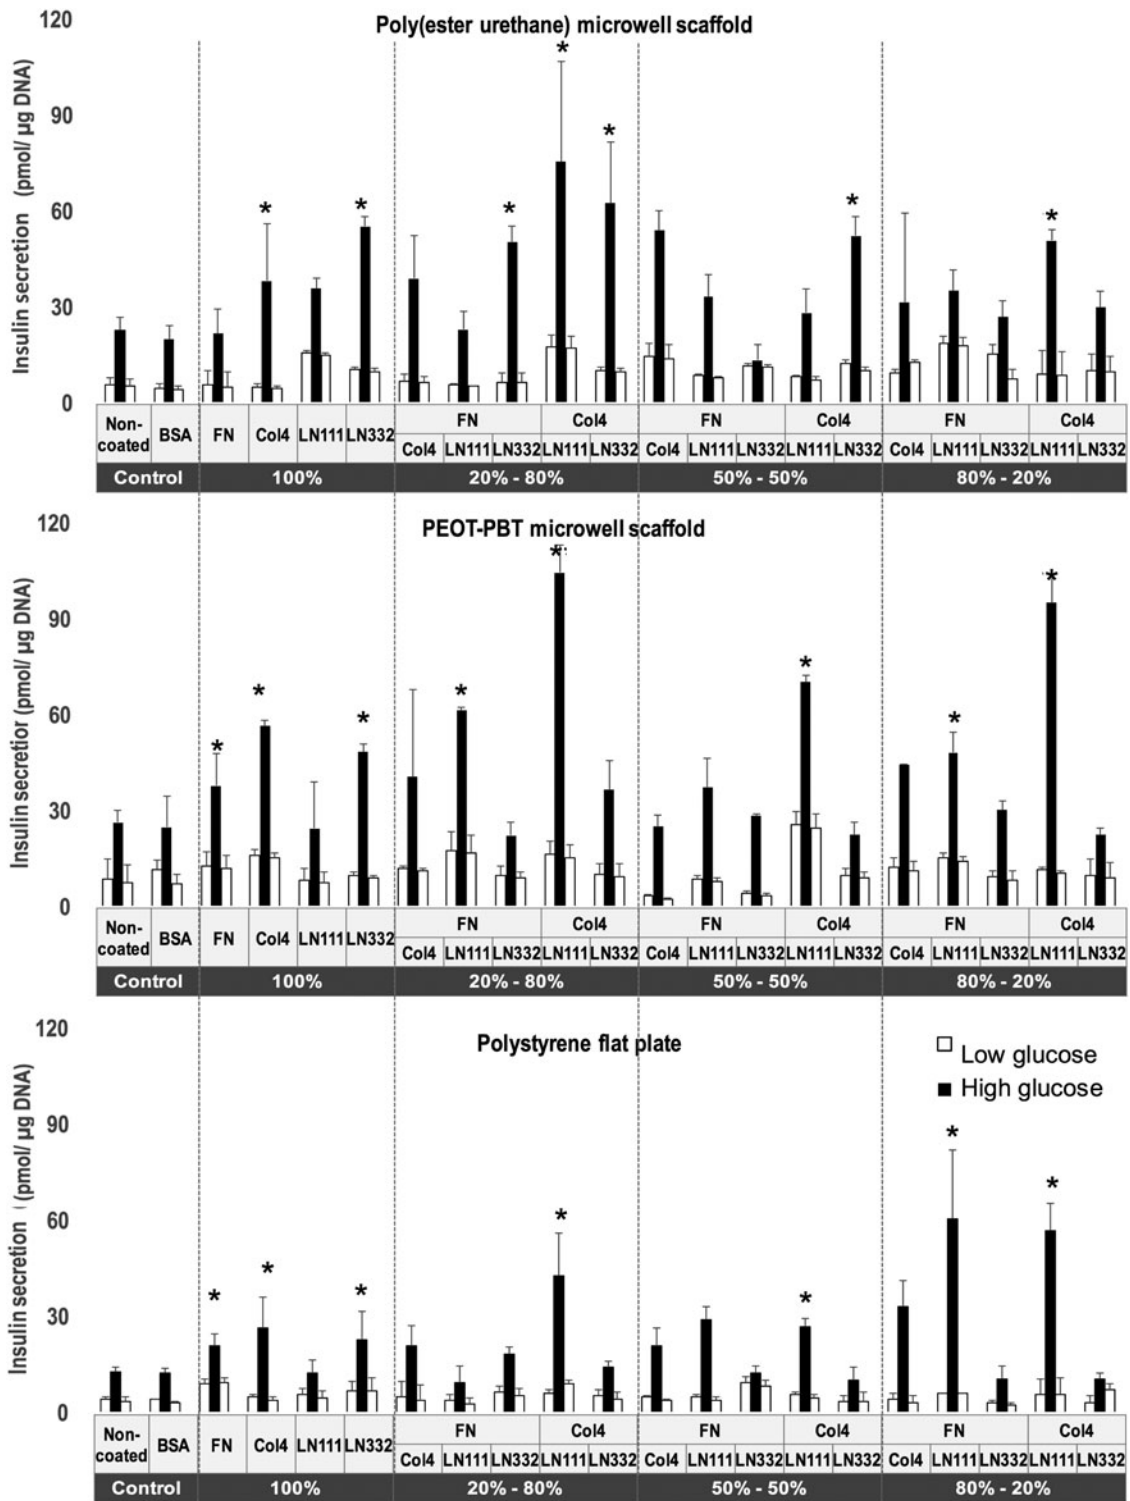 Poly(ester urethane) microwell scaffold
Insulin secretion (pmol/ µg DNA)
120
90
60
30
0
* * * * * * *
Non-coated BSA FN Col4 LN111 LN332 FN Col4 FN Col4 FN Col4
Col4 LN111 LN332 LN111 LN332 Col4 LN111 LN332 LN111 LN332 Col4 LN111 LN332 LN111 LN332
Control 100% 20% - 80% 50% - 50% 80% - 20%
PEOT-PBT microwell scaffold
Insulin secretior (pmol/ µg DNA)
120
90
60
30
0
* * * * * * * *
Non-coated BSA FN Col4 LN111 LN332 FN Col4 FN Col4 FN Col4
Col4 LN111 LN332 LN111 LN332 Col4 LN111 LN332 LN111 LN332 Col4 LN111 LN332 LN111 LN332
Control 100% 20% - 80% 50% - 50% 80% - 20%
Polystyrene flat plate
Low glucose
High glucose
Insulin secretion (pmol/ µg DNA)
120
90
60
30
0
* * * * * * *
Non-coated BSA FN Col4 LN111 LN332 FN Col4 FN Col4 FN Col4
Col4 LN111 LN332 LN111 LN332 Col4 LN111 LN332 LN111 LN332 Col4 LN111 LN332 LN111 LN332
Control 100% 20% - 80% 50% - 50% 80% - 20%